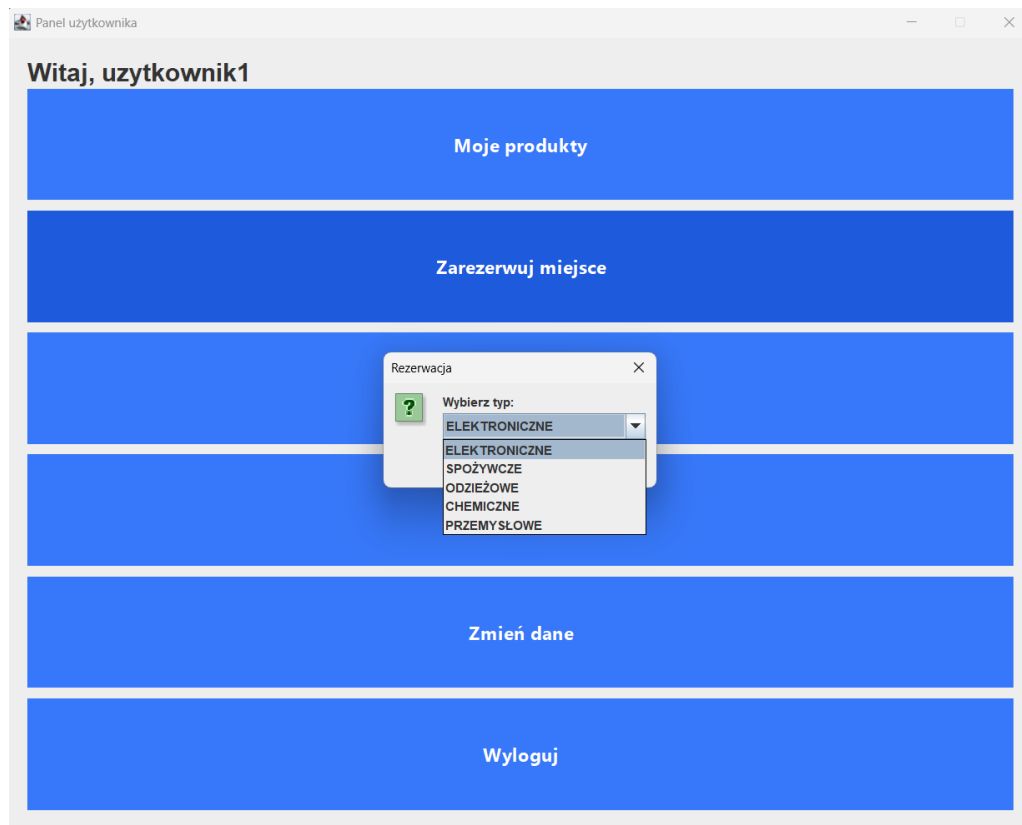 Panel użytkownika
Witaj, uzytkownik1
Moje produkty
Zarezerwuj miejsce
Rezerwacja
?
Wybierz typ:
ELEKTRONICZNE
ELEKTRONICZNE
SPOŻYWCZE
ODZIEŻOWE
CHEMICZNE
PRZEMYSŁOWE
Zmień dane
Wyloguj